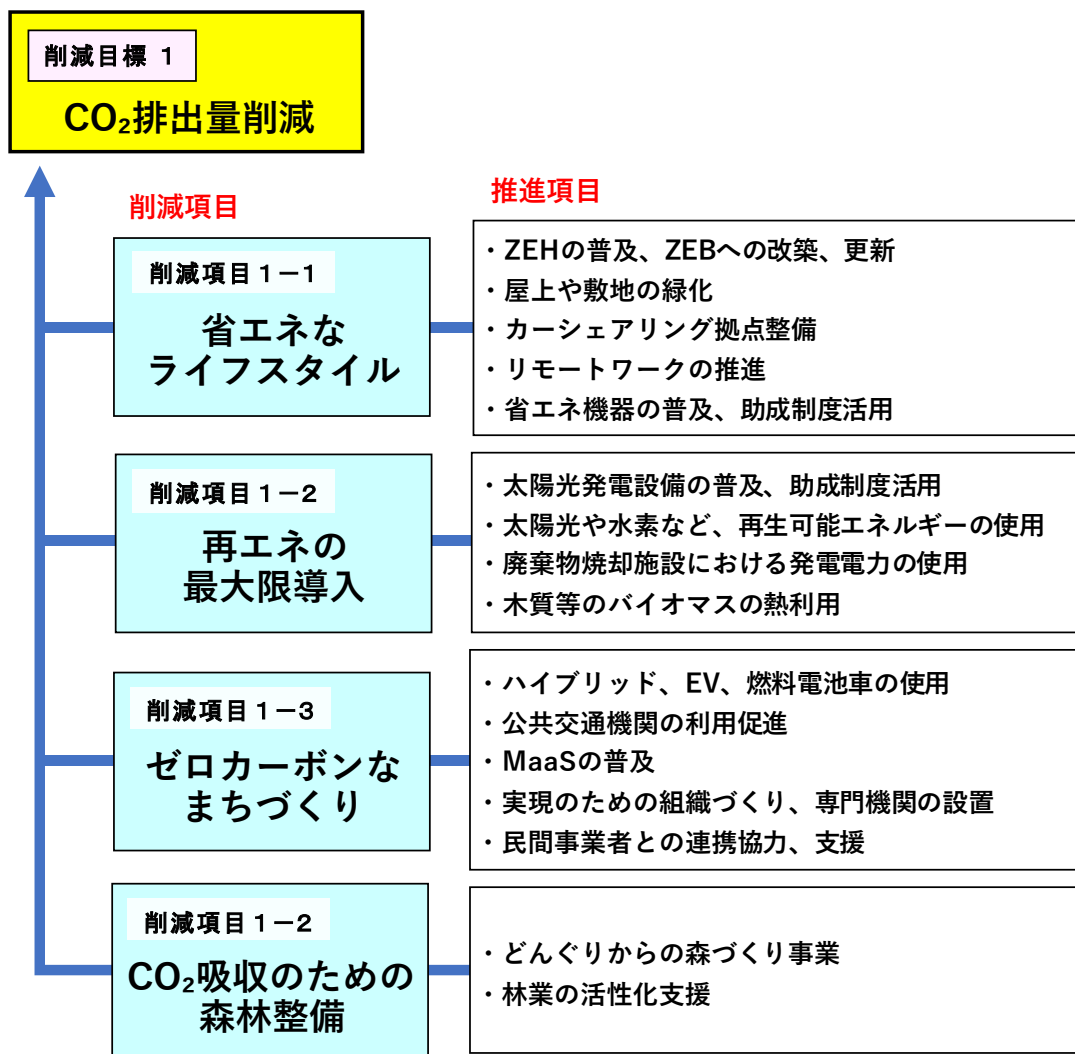 削減目標 1
CO₂排出量削減
削減項目
推進項目
削減項目１－１
省エネな
ライフスタイル
・ZEHの普及、ZEBへの改築、更新
・屋上や敷地の緑化
・カーシェアリング拠点整備
・リモートワークの推進
・省エネ機器の普及、助成制度活用
削減項目１－２
再エネの
最大限導入
・太陽光発電設備の普及、助成制度活用
・太陽光や水素など、再生可能エネルギーの使用
・廃棄物焼却施設における発電電力の使用
・木質等のバイオマスの熱利用
削減項目１－３
ゼロカーボンな
まちづくり
・ハイブリッド、EV、燃料電池車の使用
・公共交通機関の利用促進
・MaaSの普及
・実現のための組織づくり、専門機関の設置
・民間事業者との連携協力、支援
削減項目１－２
CO₂吸収のための
森林整備
・どんぐりからの森づくり事業
・林業の活性化支援